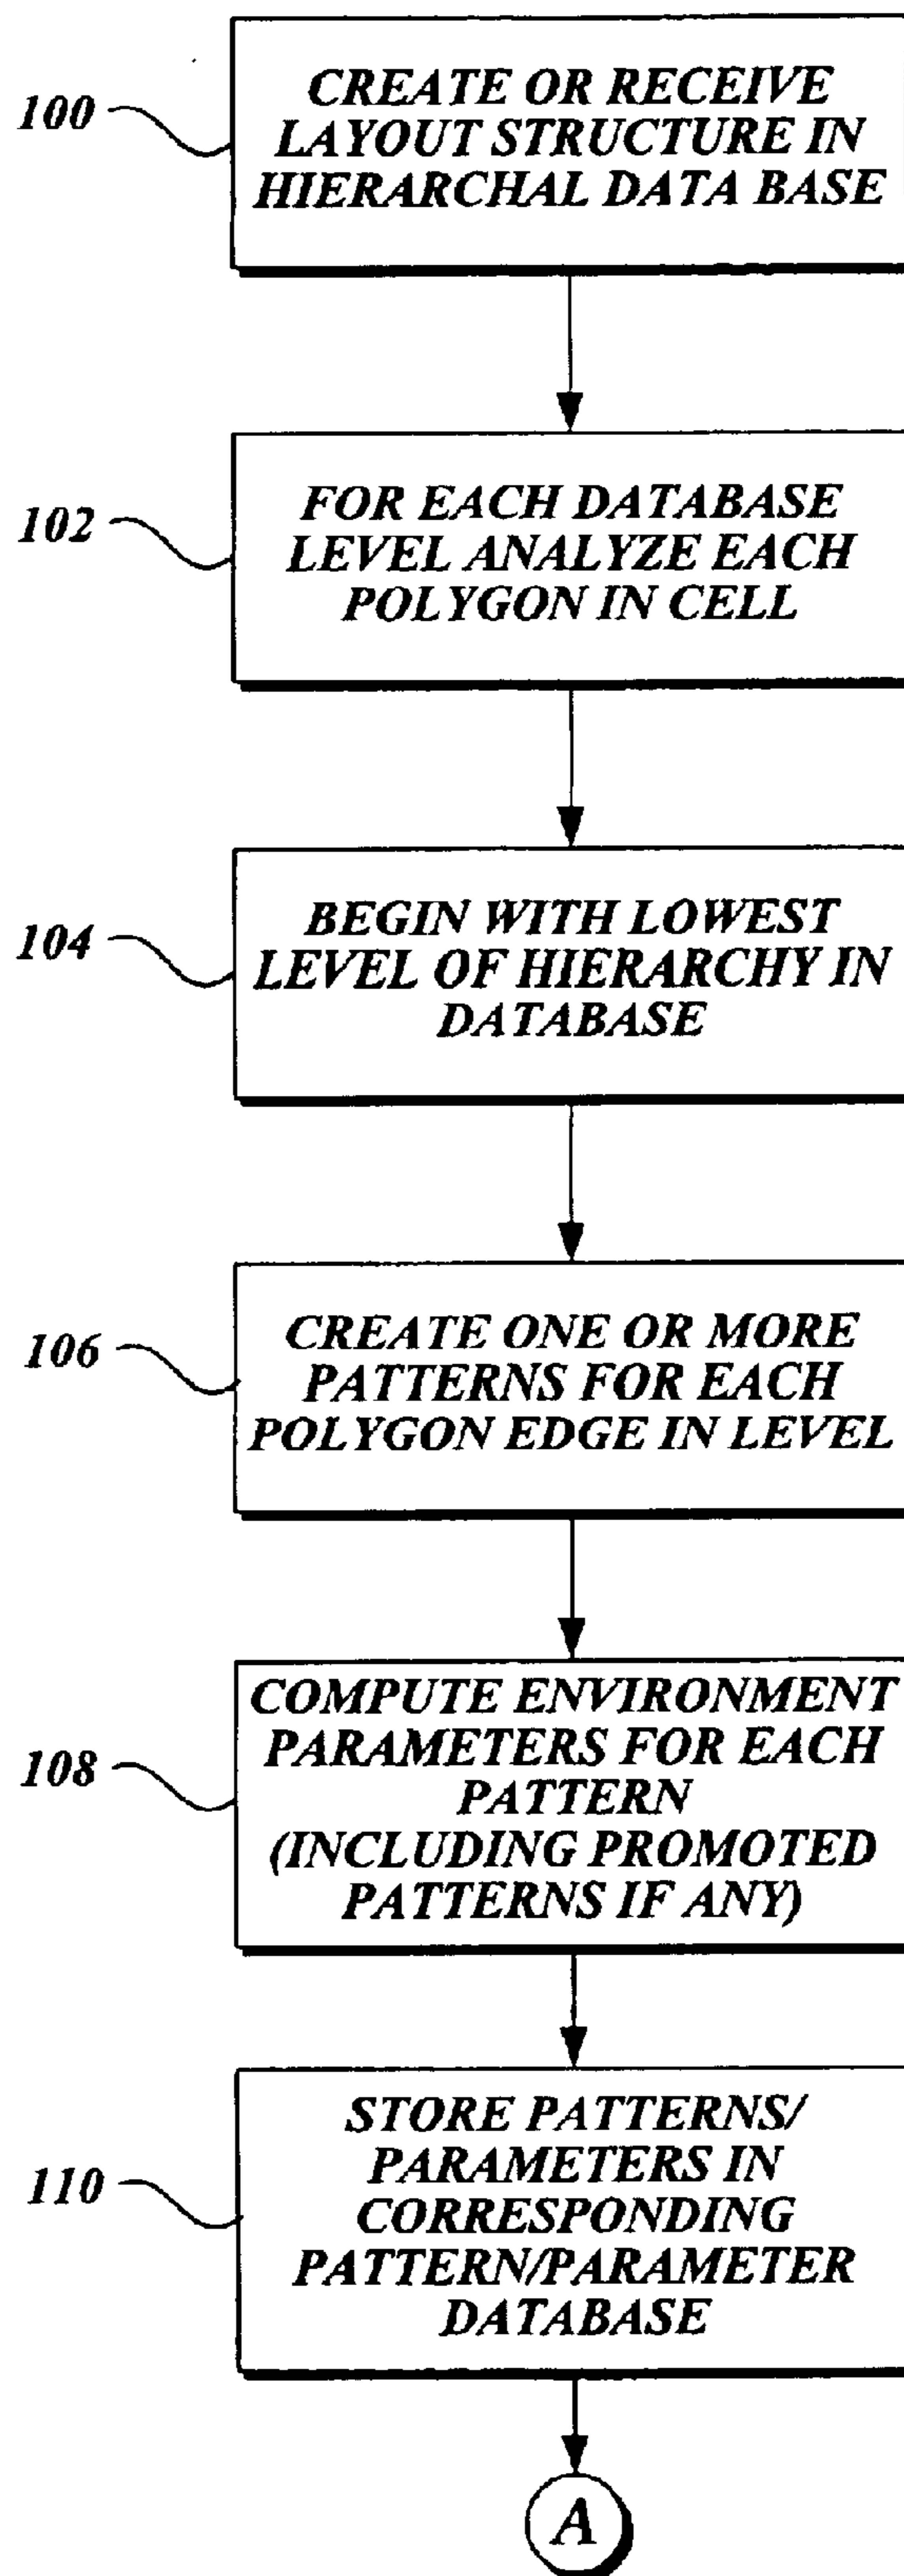 100
CREATE OR RECEIVE
LAYOUT STRUCTURE IN
HIERARCHAL DATA BASE
102
FOR EACH DATABASE
LEVEL ANALYZE EACH
POLYGON IN CELL
104
BEGIN WITH LOWEST
LEVEL OF HIERARCHY IN
DATABASE
106
CREATE ONE OR MORE
PATTERNS FOR EACH
POLYGON EDGE IN LEVEL
108
COMPUTE ENVIRONMENT
PARAMETERS FOR EACH
PATTERN
(INCLUDING PROMOTED
PATTERNS IF ANY)
110
STORE PATTERNS/
PARAMETERS IN
CORRESPONDING
PATTERN/PARAMETER
DATABASE
A